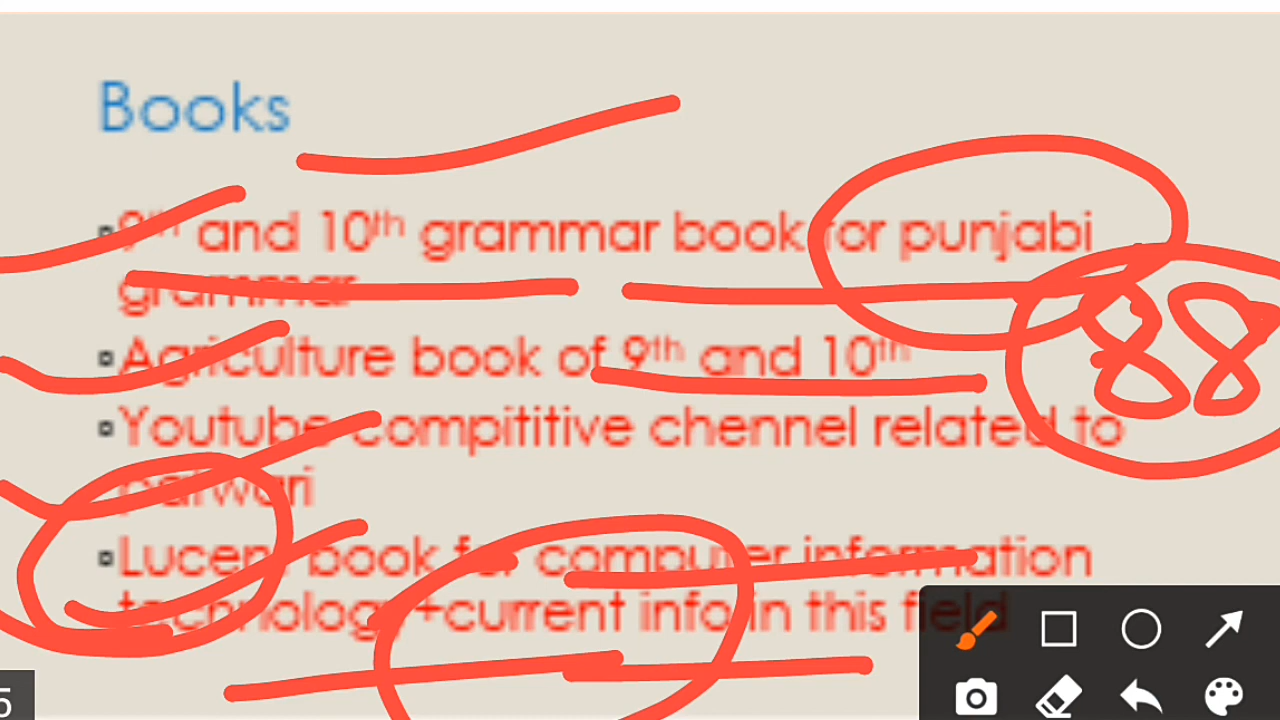 Books
▫9th and 10th grammar book for punjabi
grammar
▫Agriculture book of 9th and 10th
▫Youtube compititive chennel related to
patwari
▫Lucent book for computer information
technology+current info in this field
88
5